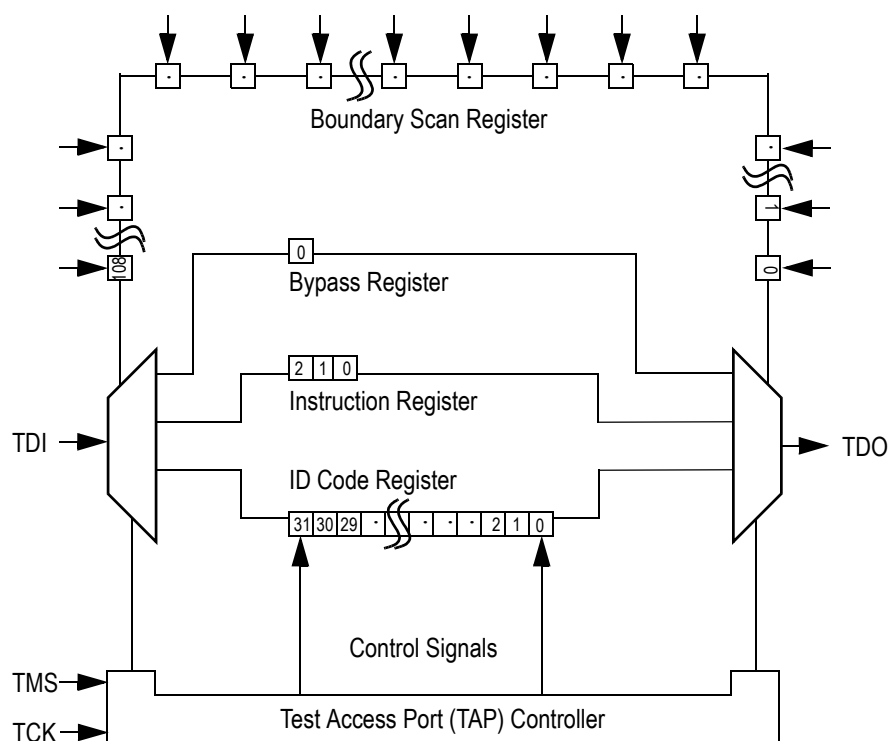 · · · · · · · ·
Boundary Scan Register
· ·
· 1
108 0
0
Bypass Register
2 1 0
Instruction Register
TDI
TDO
ID Code Register
31 30 29 · · · · 2 1 0
Control Signals
TMS
Test Access Port (TAP) Controller
TCK